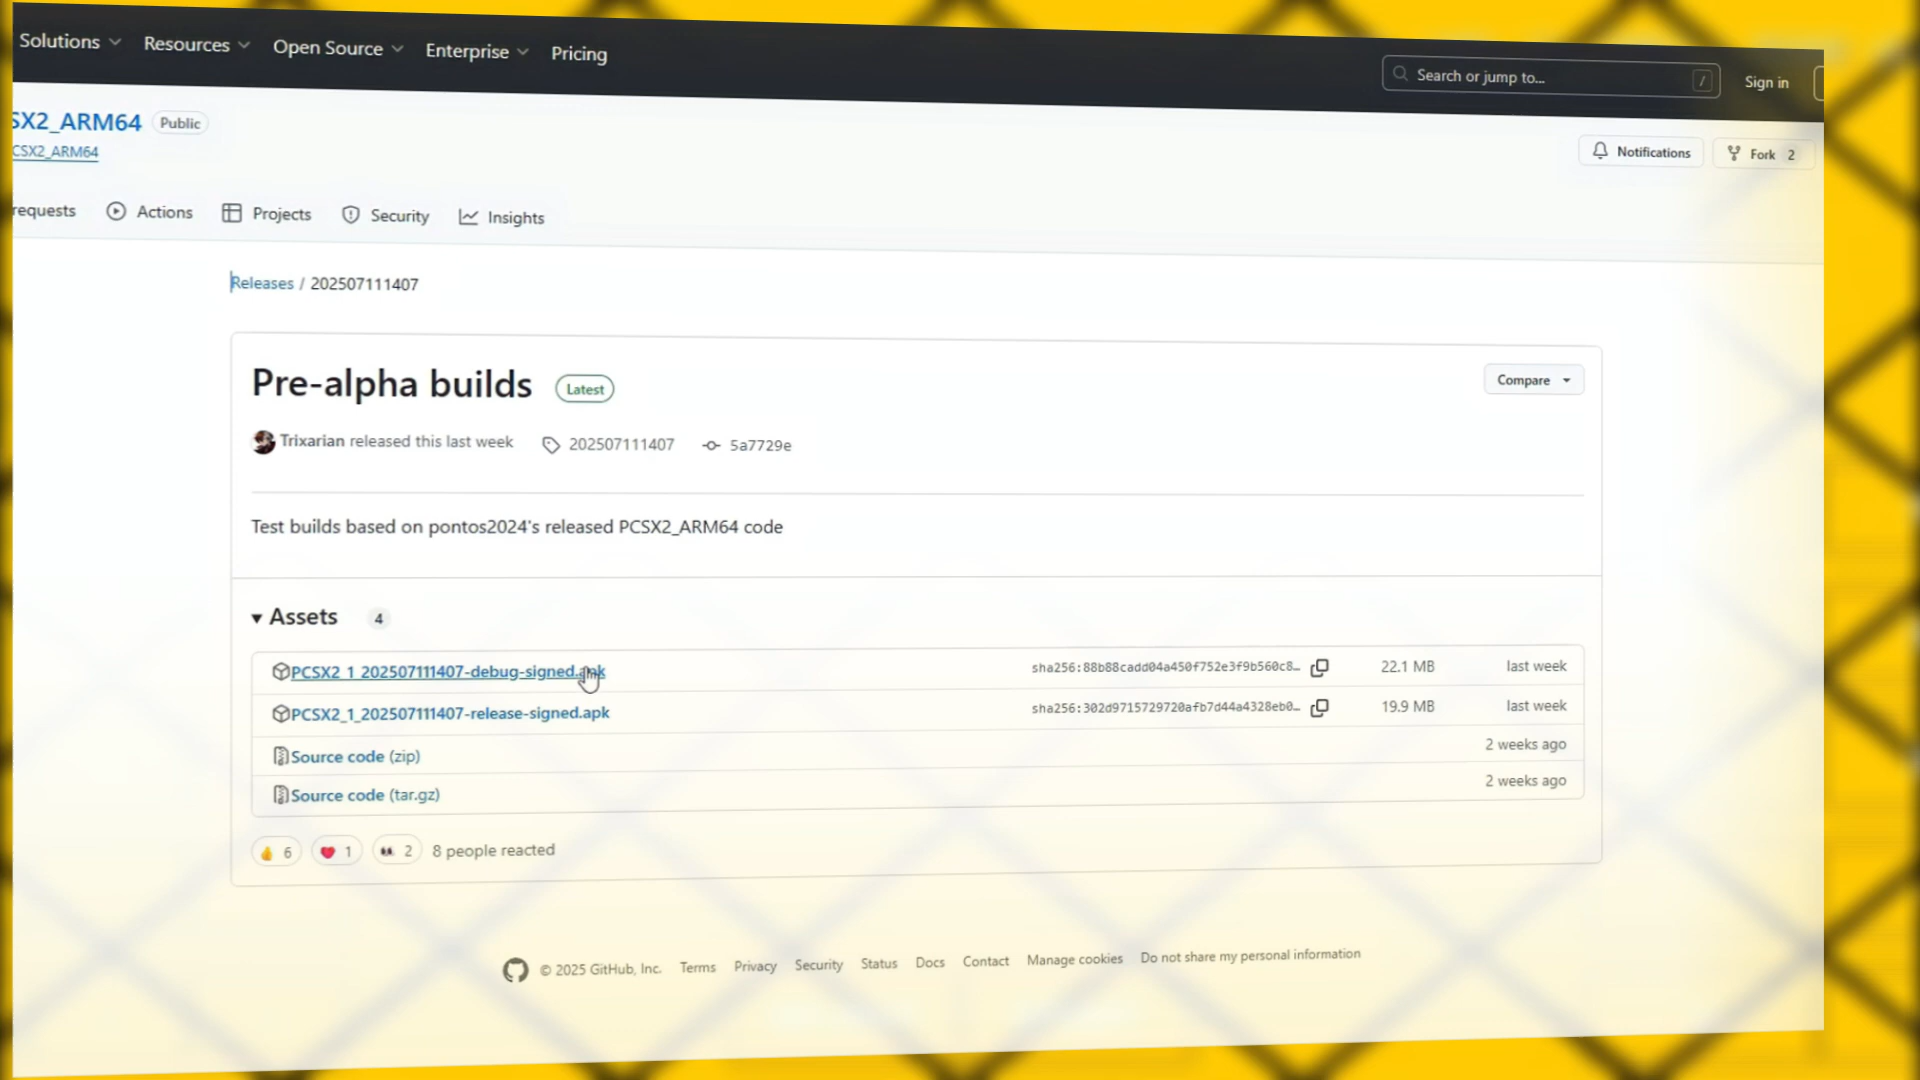 Solutions Resources Open Source Enterprise Pricing Search or jump to... / Sign in
SX2_ARM64 Public
CSX2_ARM64 Notifications Fork 2
requests Actions Projects Security Insights
Releases / 202507111407
Pre-alpha builds Latest Compare
Trixarian released this last week 202507111407 5a7729e
Test builds based on pontos2024's released PCSX2_ARM64 code
Assets 4
PCSX2_1_202507111407-debug-signed.apk sha256:88b88cadd04a450f752e3f9b560c8… 22.1 MB last week
PCSX2_1_202507111407-release-signed.apk sha256:302d9715729720afb7d44a4328eb0… 19.9 MB last week
Source code (zip) 2 weeks ago
Source code (tar.gz) 2 weeks ago
6 1 2 8 people reacted
© 2025 GitHub, Inc. Terms Privacy Security Status Docs Contact Manage cookies Do not share my personal information